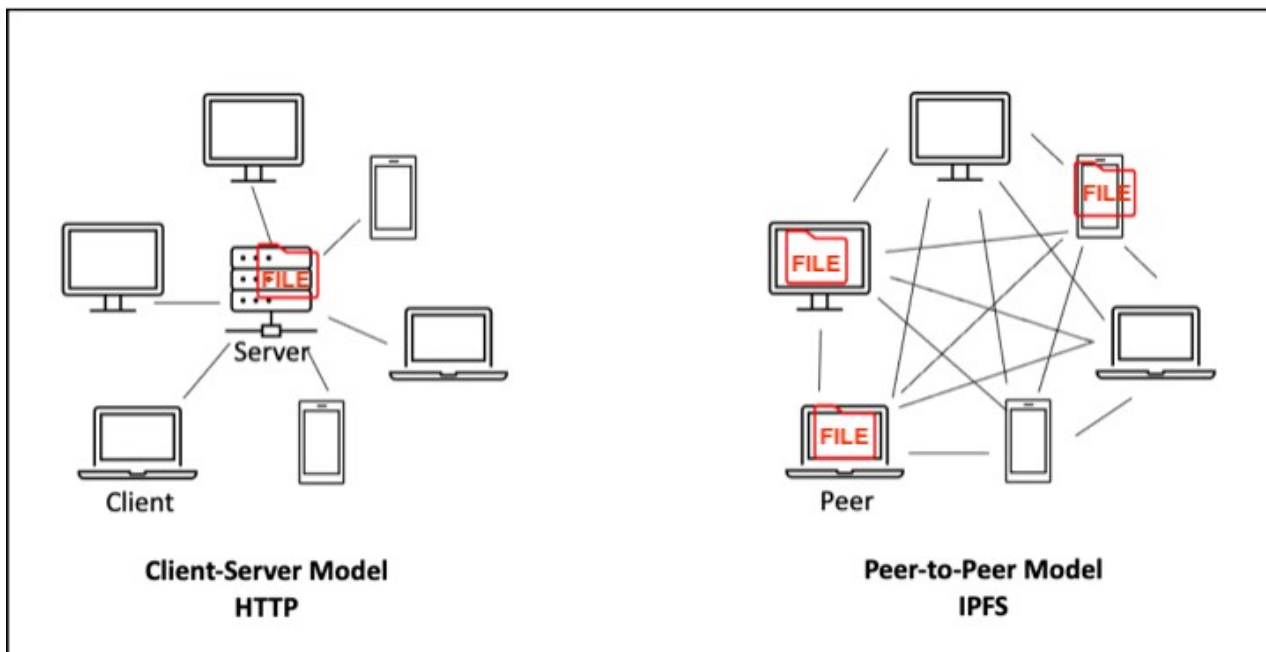 FILE
Server
Client
Client-Server Model
HTTP
FILE
FILE
FILE
Peer
Peer-to-Peer Model
IPFS